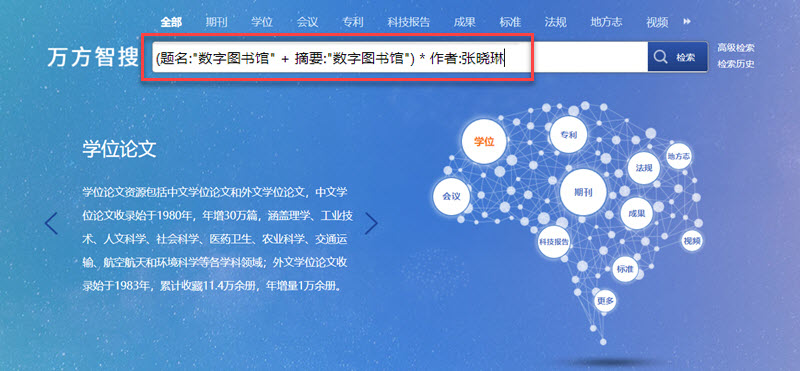 全部 期刊 学位 会议 专利 科技报告 成果 标准 法规 地方志 视频
万方智搜
(题名:"数字图书馆" + 摘要:"数字图书馆") * 作者:张晓琳
检索
高级检索
检索历史
学位论文
学位论文资源包括中文学位论文和外文学位论文，中文学
位论文收录始于1980年，年增30万篇，涵盖理学、工业技
术、人文科学、社会科学、医药卫生、农业科学、交通运
输、航空航天和环境科学等各学科领域；外文学位论文收
录始于1983年，累计收藏11.4万余册，年增量1万余册。
学位
专利
地方志
法规
会议
期刊
成果
科技报告
视频
标准
更多